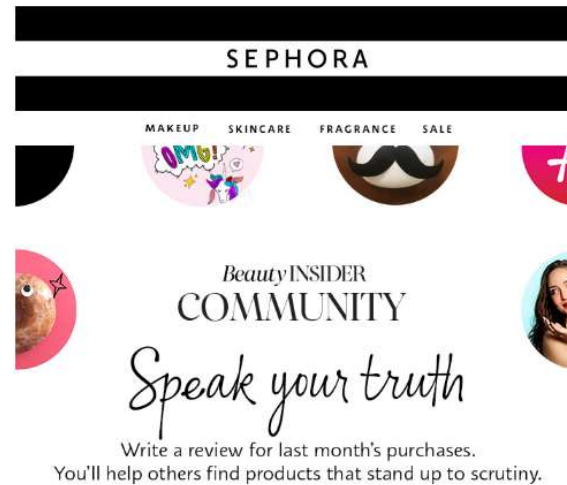 SEPHORA
MAKEUP SKINCARE FRAGRANCE SALE
OMG!
Beauty INSIDER
COMMUNITY
Speak your truth
Write a review for last month's purchases.
You'll help others find products that stand up to scrutiny.